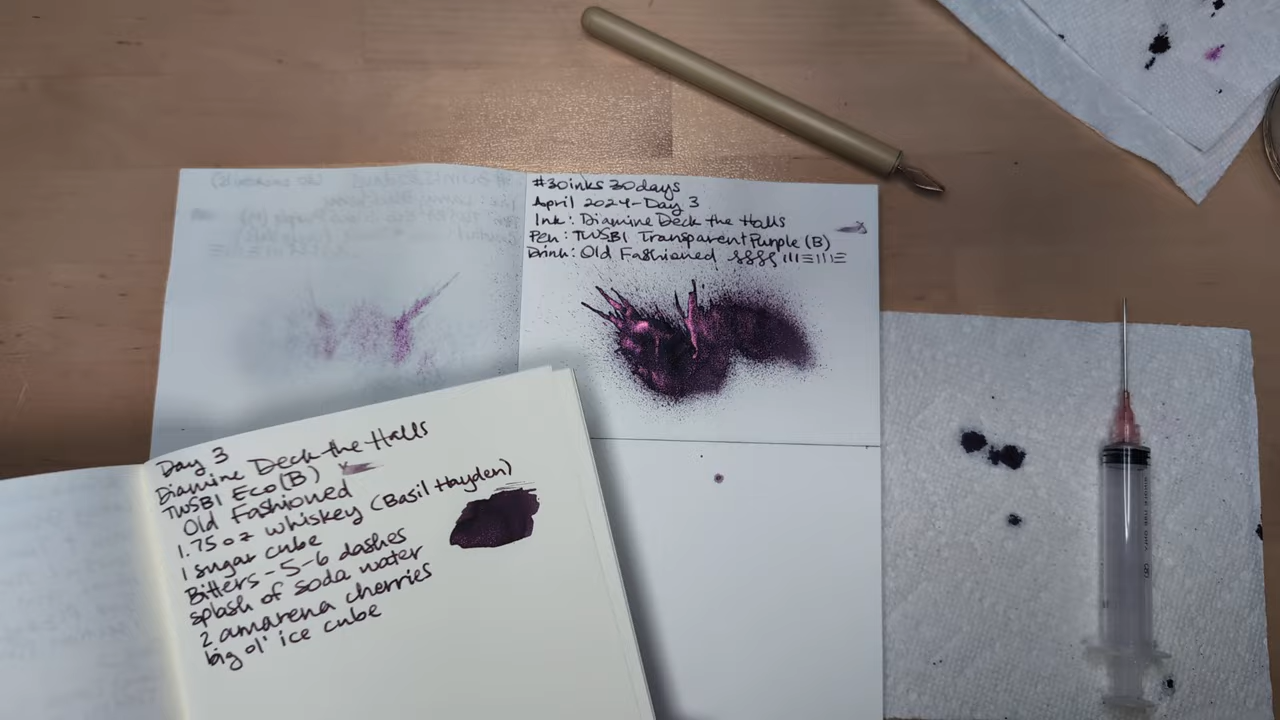 #30inks30days
April 2024-Day 3
Ink: Diamine Deck the Halls
Pen: TWSBI Transparent Purple (B)
Drink: Old Fashioned
Day 3
Diamine Deck the Halls
TWSBI Eco (B)
Old Fashioned
1.75oz whiskey (Basil Hayden)
1 sugar cube
Bitters - 5-6 dashes
splash of soda water
2 amarena cherries
big ol' ice cube